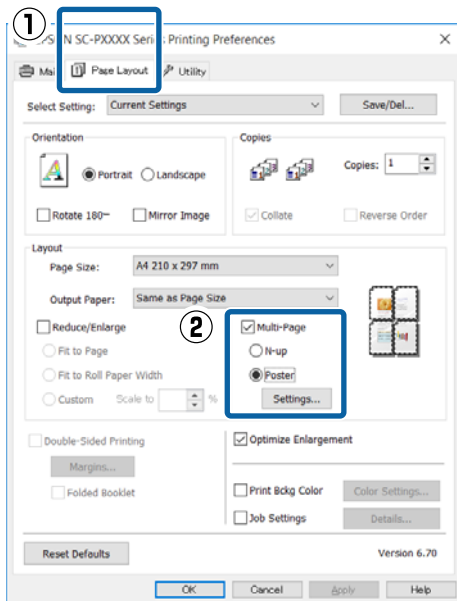 ①
EPSON SC-PXXXX Series Printing Preferences
Main Page Layout Utility
Select Setting: Current Settings Save/Del...
Orientation
A Portrait Landscape
Rotate 180° Mirror Image
Copies
Copies: 1
Collate Reverse Order
Layout
Page Size: A4 210 x 297 mm
Output Paper: Same as Page Size
②
Reduce/Enlarge
Fit to Page
Fit to Roll Paper Width
Custom Scale to %
Multi-Page
N-up
Poster
Settings...
Double-Sided Printing
Margins...
Folded Booklet
Optimize Enlargement
Print Bckg Color Color Settings...
Job Settings Details...
Reset Defaults Version 6.70
OK Cancel Apply Help